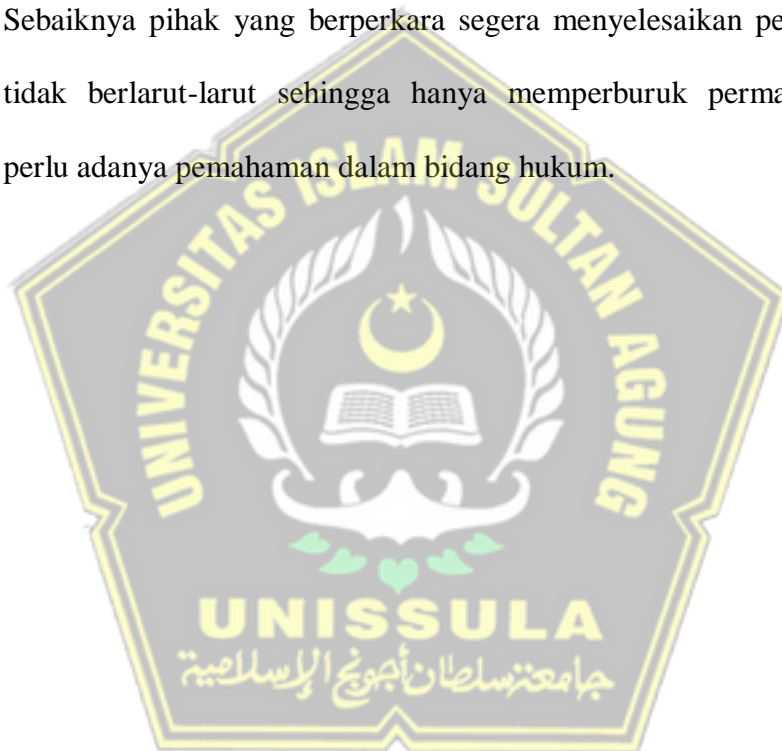 Sebaiknya pihak yang berperkara segera menyelesaikan pe
tidak berlarut-larut sehingga hanya memperburuk perma
perlu adanya pemahaman dalam bidang hukum.
UNIVERSITAS ISLAM SULTAN AGUNG
UNISSULA
جامعة سلطان أجونج الإسلامية